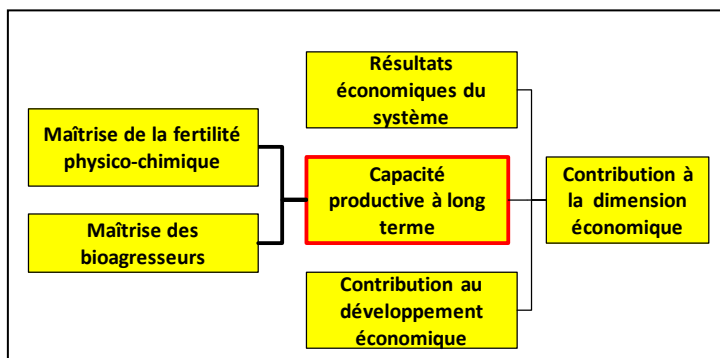 Résultats
économiques du
système
Maîtrise de la fertilité
physico-chimique
Capacité
productive à long
terme
Contribution à
la dimension
économique
Maîtrise des
bioagresseurs
Contribution au
développement
économique